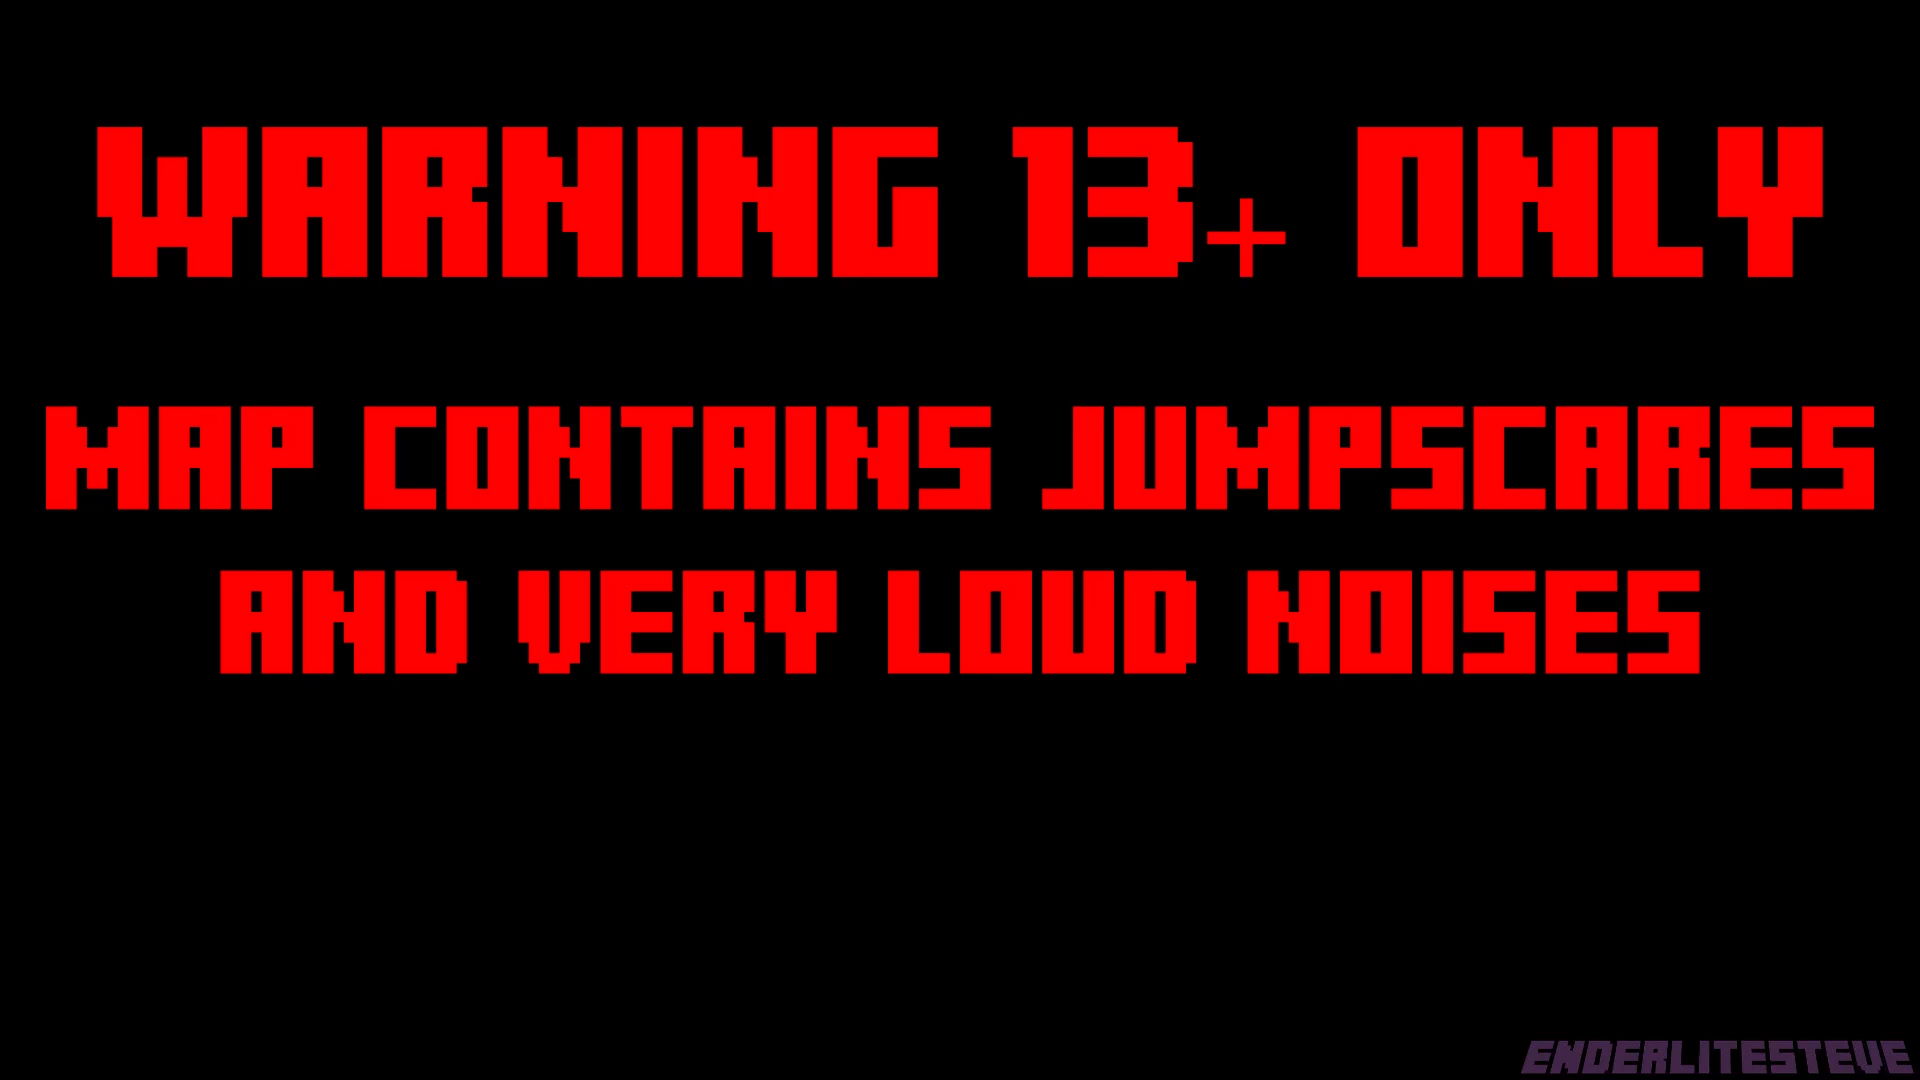 WARNING 13+ ONLY
MAP CONTAINS JUMPSCARES
AND VERY LOUD NOISES
ENDERLITESTEVE